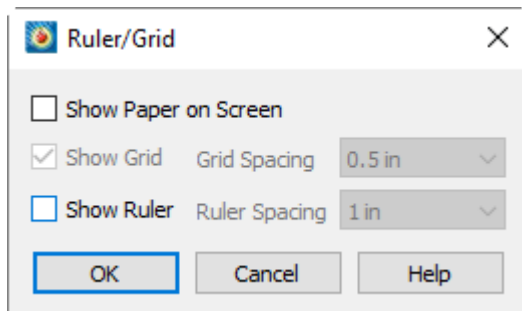 Ruler/Grid
Show Paper on Screen
Show Grid Grid Spacing 0.5 in
Show Ruler Ruler Spacing 1 in
OK Cancel Help